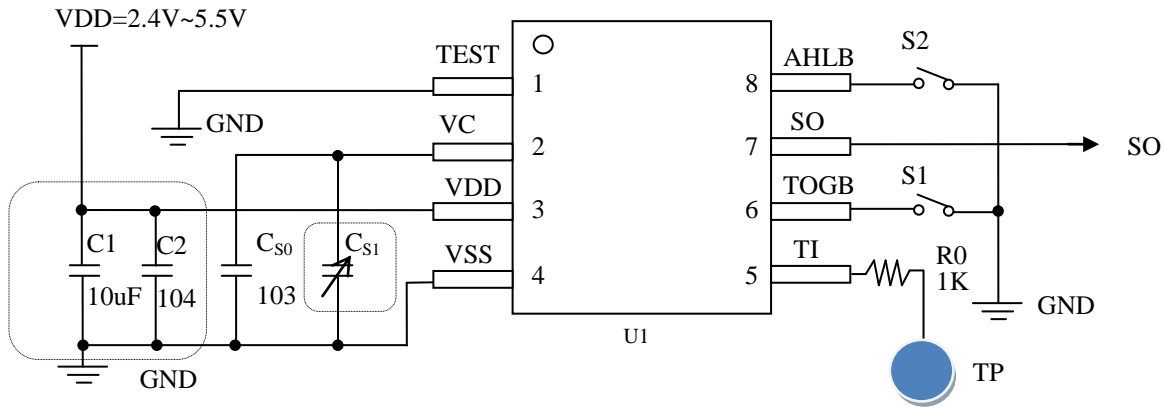 VDD=2.4V~5.5V
TEST
1
GND
VC
2
VDD
3
VSS
4
C1
10uF
C2
104
CS0
103
CS1
GND
U1
AHLB
8
S2
SO
7
SO
TOGB
6
S1
TI
5
R0
1K
GND
TP